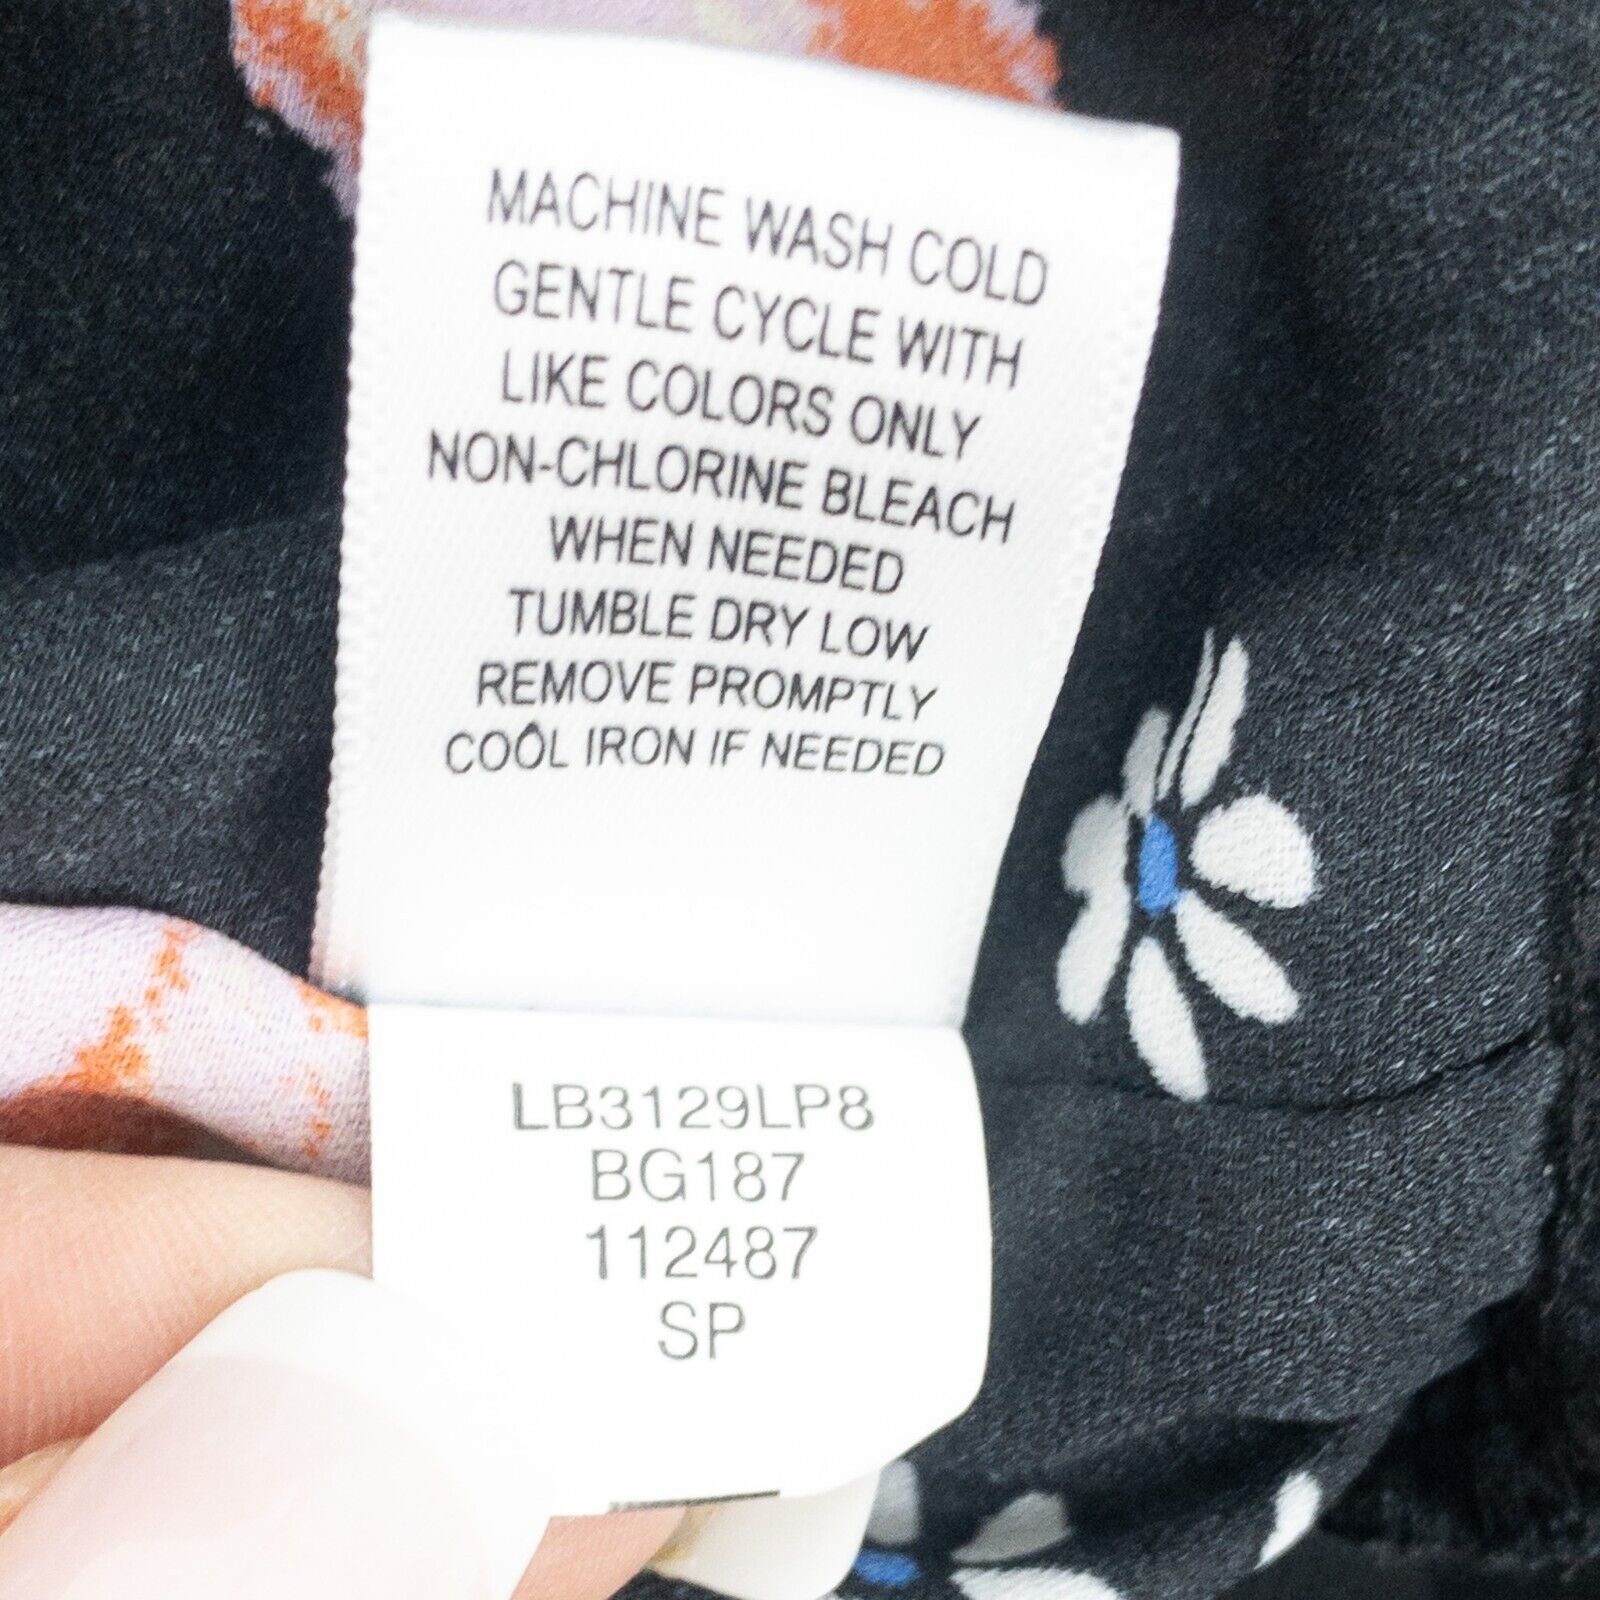 MACHINE WASH COLD
GENTLE CYCLE WITH
LIKE COLORS ONLY
NON-CHLORINE BLEACH
WHEN NEEDED
TUMBLE DRY LOW
REMOVE PROMPTLY
COOL IRON IF NEEDED
LB3129LP8
BG187
112487
SP